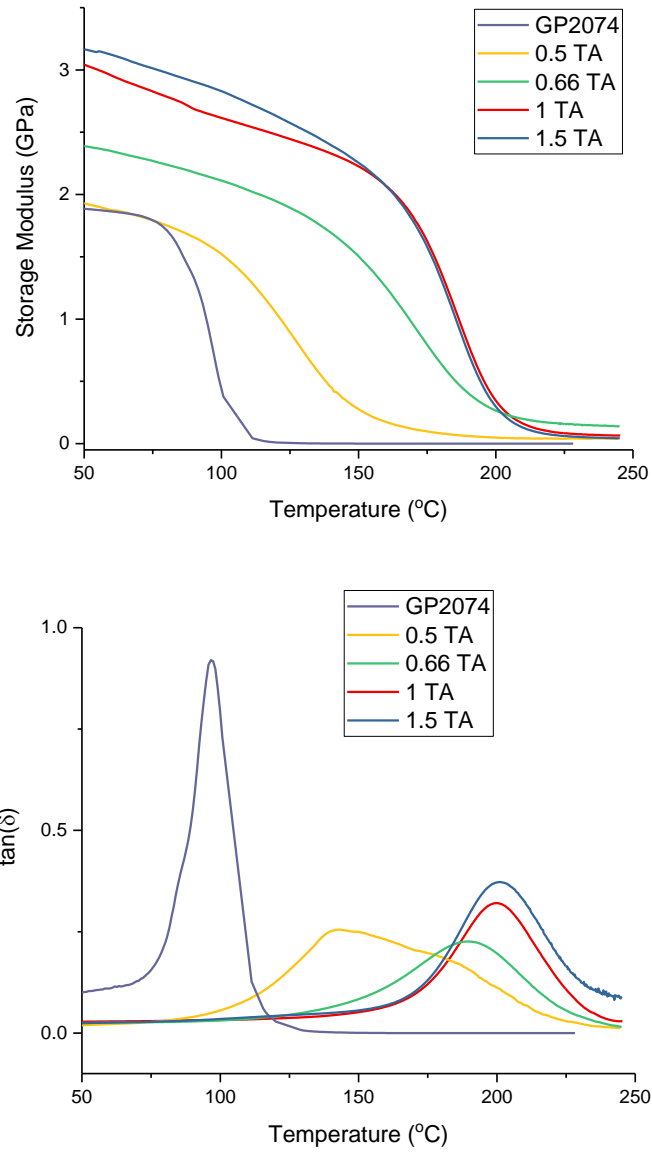 GP2074
0.5 TA
0.66 TA
1 TA
1.5 TA
3
2
1
0
Storage Modulus (GPa)
50
100
150
200
250
Temperature (°C)
GP2074
0.5 TA
0.66 TA
1 TA
1.5 TA
1.0
0.5
0.0
tan(δ)
50
100
150
200
250
Temperature (°C)